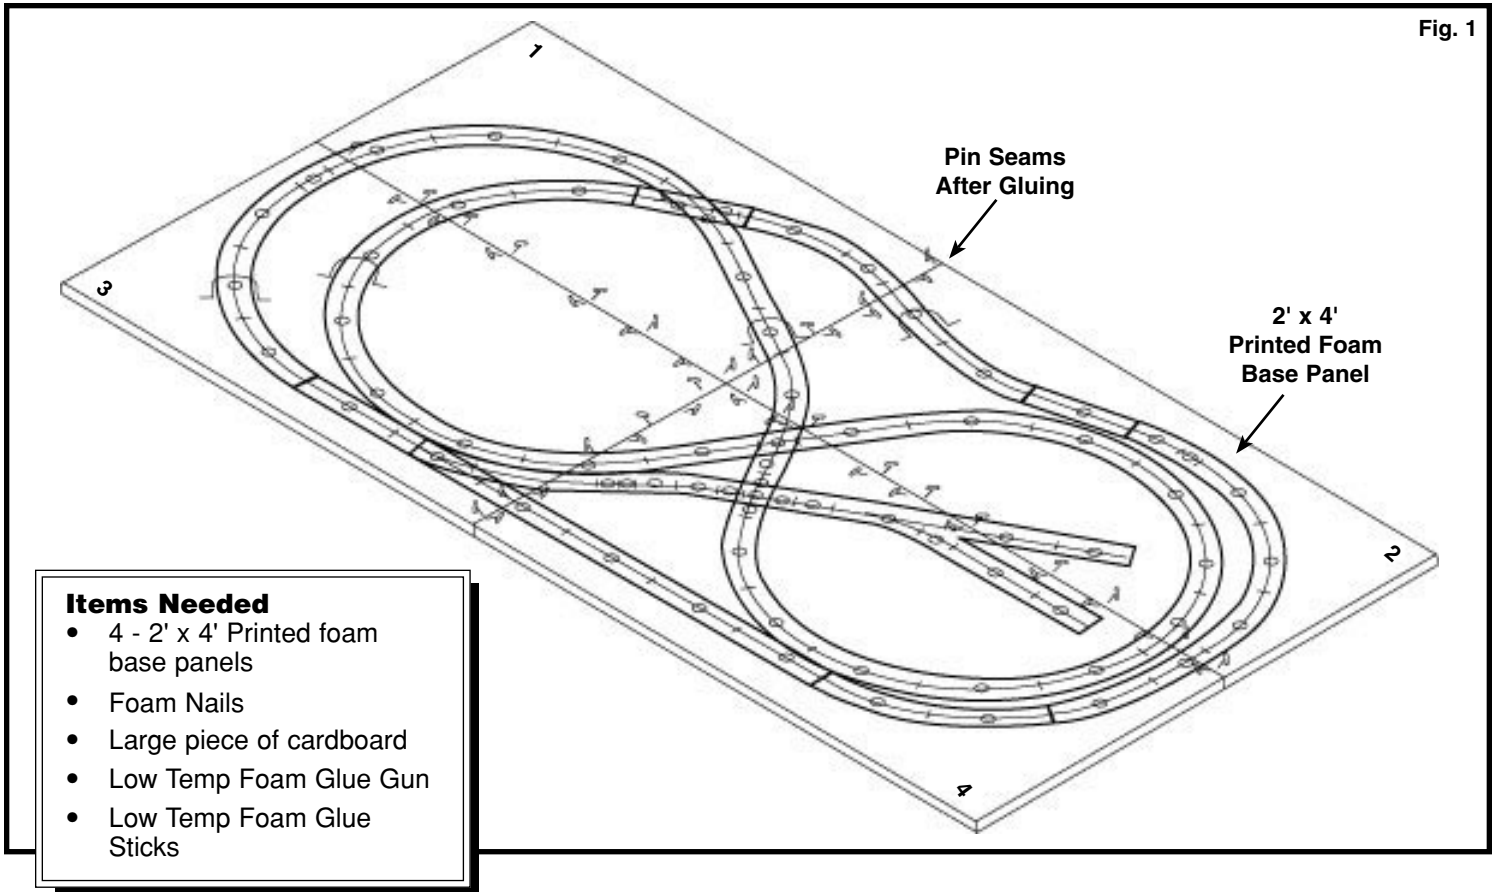 Fig. 1
1
Pin Seams
After Gluing
3
2' x 4'
Printed Foam
Base Panel
2
Items Needed
• 4 - 2' x 4' Printed foam
base panels
• Foam Nails
• Large piece of cardboard
• Low Temp Foam Glue Gun
• Low Temp Foam Glue
Sticks
4